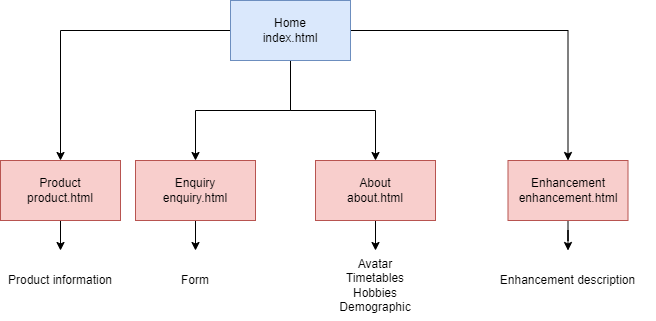 Home
index.html
Product
product.html
Enquiry
enquiry.html
About
about.html
Enhancement
enhancement.html
Product information
Form
Avatar
Timetables
Hobbies
Demographic
Enhancement description